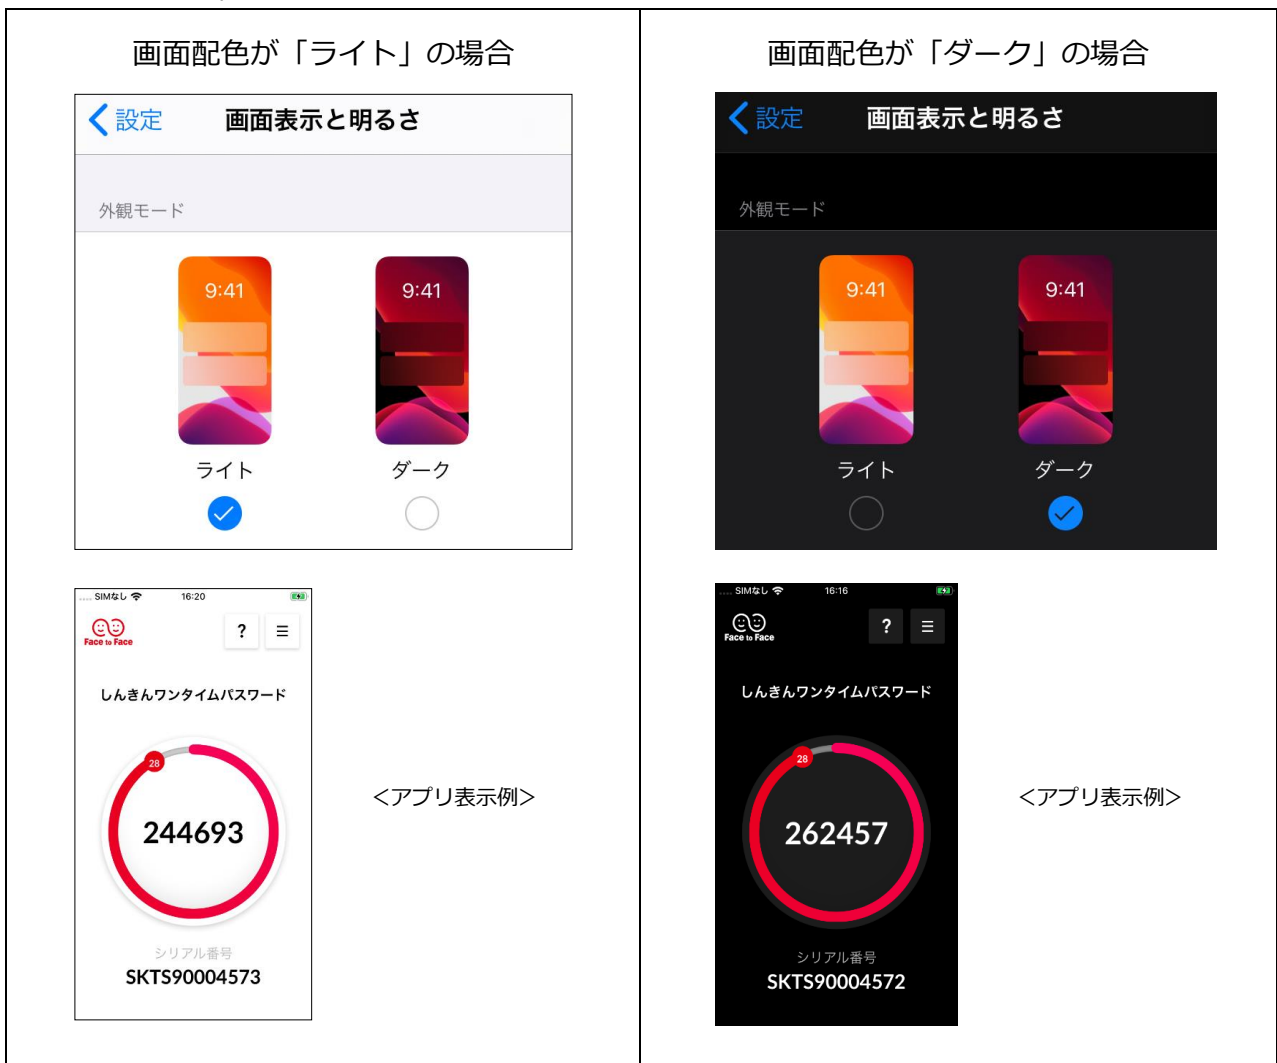 画面配色が「ライト」の場合
設定 画面表示と明るさ
外観モード
9:41 9:41
ライト ダーク
.... SIMなし 16:20
Face to Face
? ☰
しんきんワンタイムパスワード
28
244693
シリアル番号
SKTS90004573
<アプリ表示例>
画面配色が「ダーク」の場合
設定 画面表示と明るさ
外観モード
9:41 9:41
ライト ダーク
.... SIMなし 16:16
Face to Face
? ☰
しんきんワンタイムパスワード
28
262457
シリアル番号
SKTS90004572
<アプリ表示例>